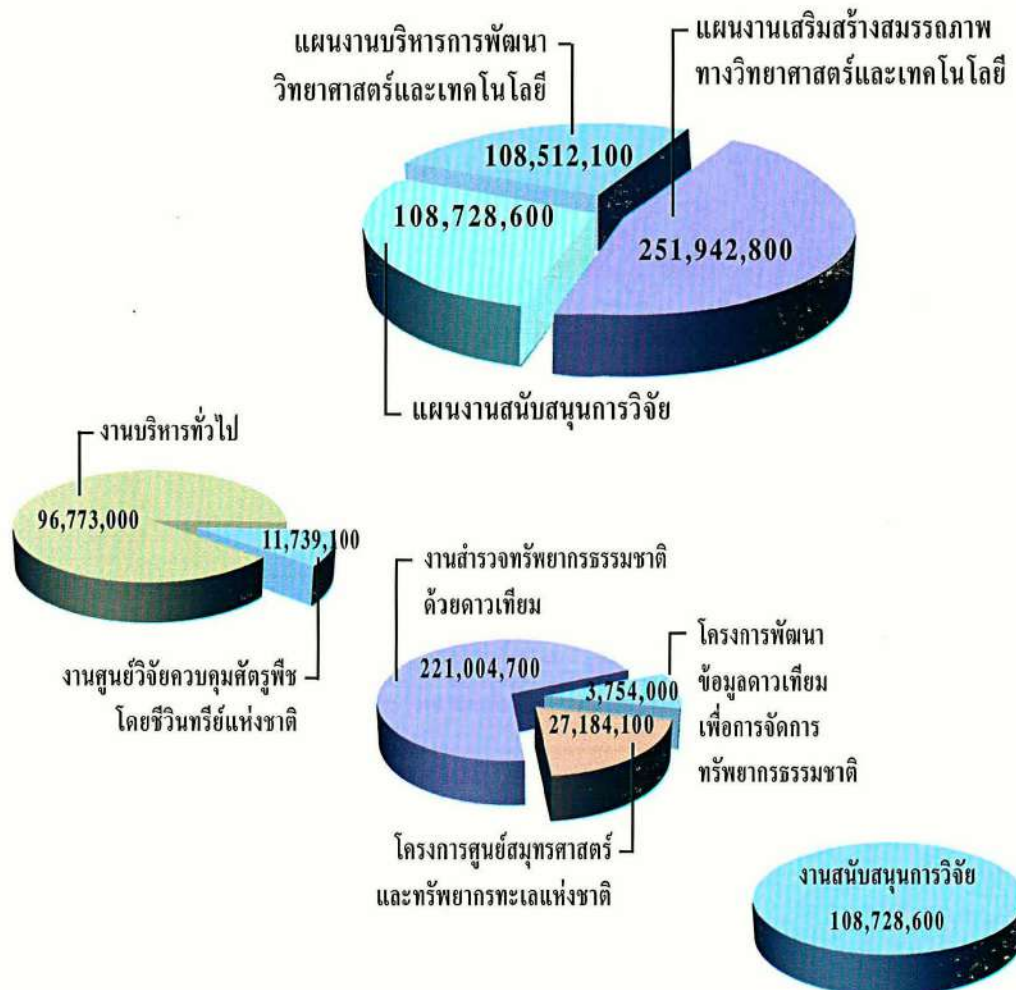 แผนงานบริหารการพัฒนา
วิทยาศาสตร์และเทคโนโลยี
แผนงานเสริมสร้างสมรรถภาพ
ทางวิทยาศาสตร์และเทคโนโลยี
108,512,100
108,728,600
251,942,800
แผนงานสนับสนุนการวิจัย
งานบริหารทั่วไป
96,773,000
11,739,100
งานศูนย์วิจัยควบคุมศัตรูพืช
โดยชีวินทรีย์แห่งชาติ
งานสำรวจทรัพยากรธรรมชาติ
ด้วยดาวเทียม
221,004,700
3,754,000
27,184,100
โครงการพัฒนา
ข้อมูลดาวเทียม
เพื่อการจัดการ
ทรัพยากรธรรมชาติ
โครงการศูนย์สมุทรศาสตร์
และทรัพยากรทะเลแห่งชาติ
งานสนับสนุนการวิจัย
108,728,600